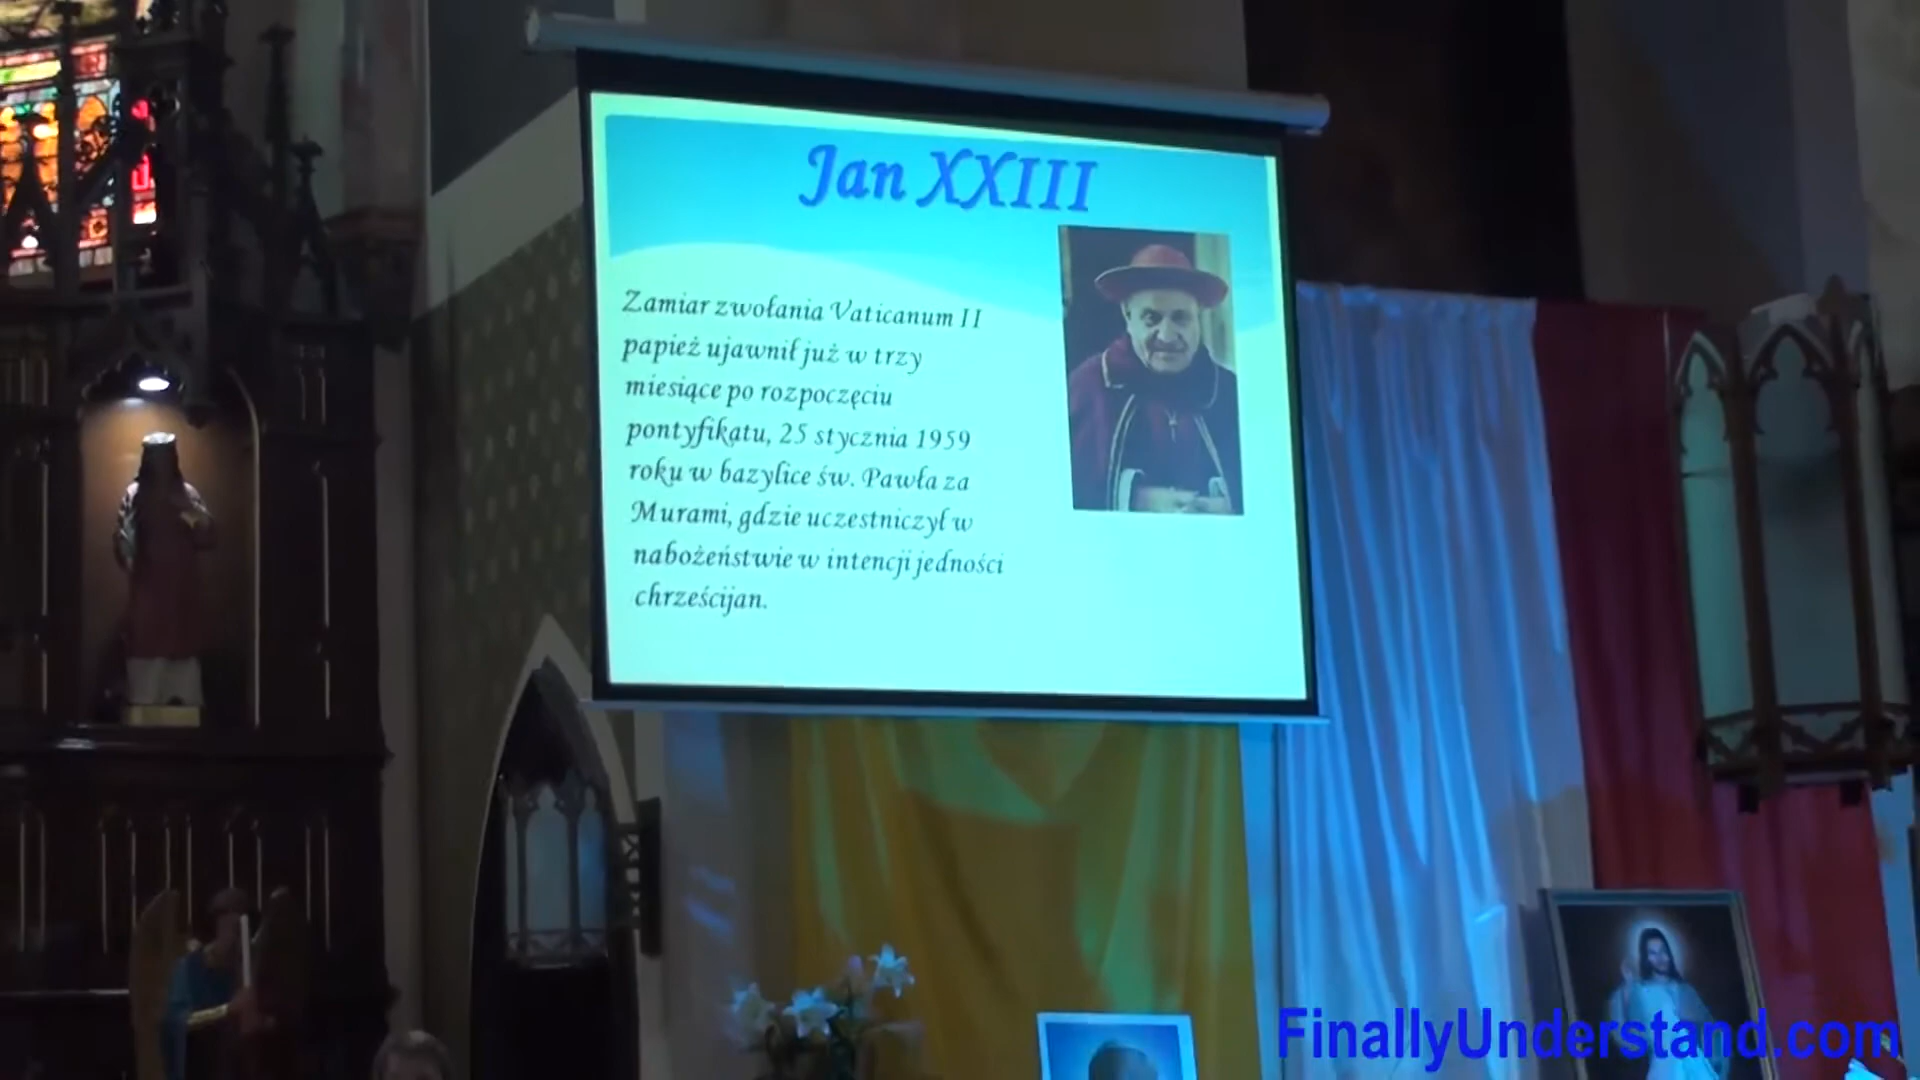 Jan XXIII
Zamiar zwołania Vaticanum II
papież ujawnił już w trzy
miesiące po rozpoczęciu
pontyfikatu, 25 stycznia 1959
roku w bazylice św. Pawła za
Murami, gdzie uczestniczył w
nabożeństwie w intencji jedności
chrześcijan.
FinallyUnderstand.com